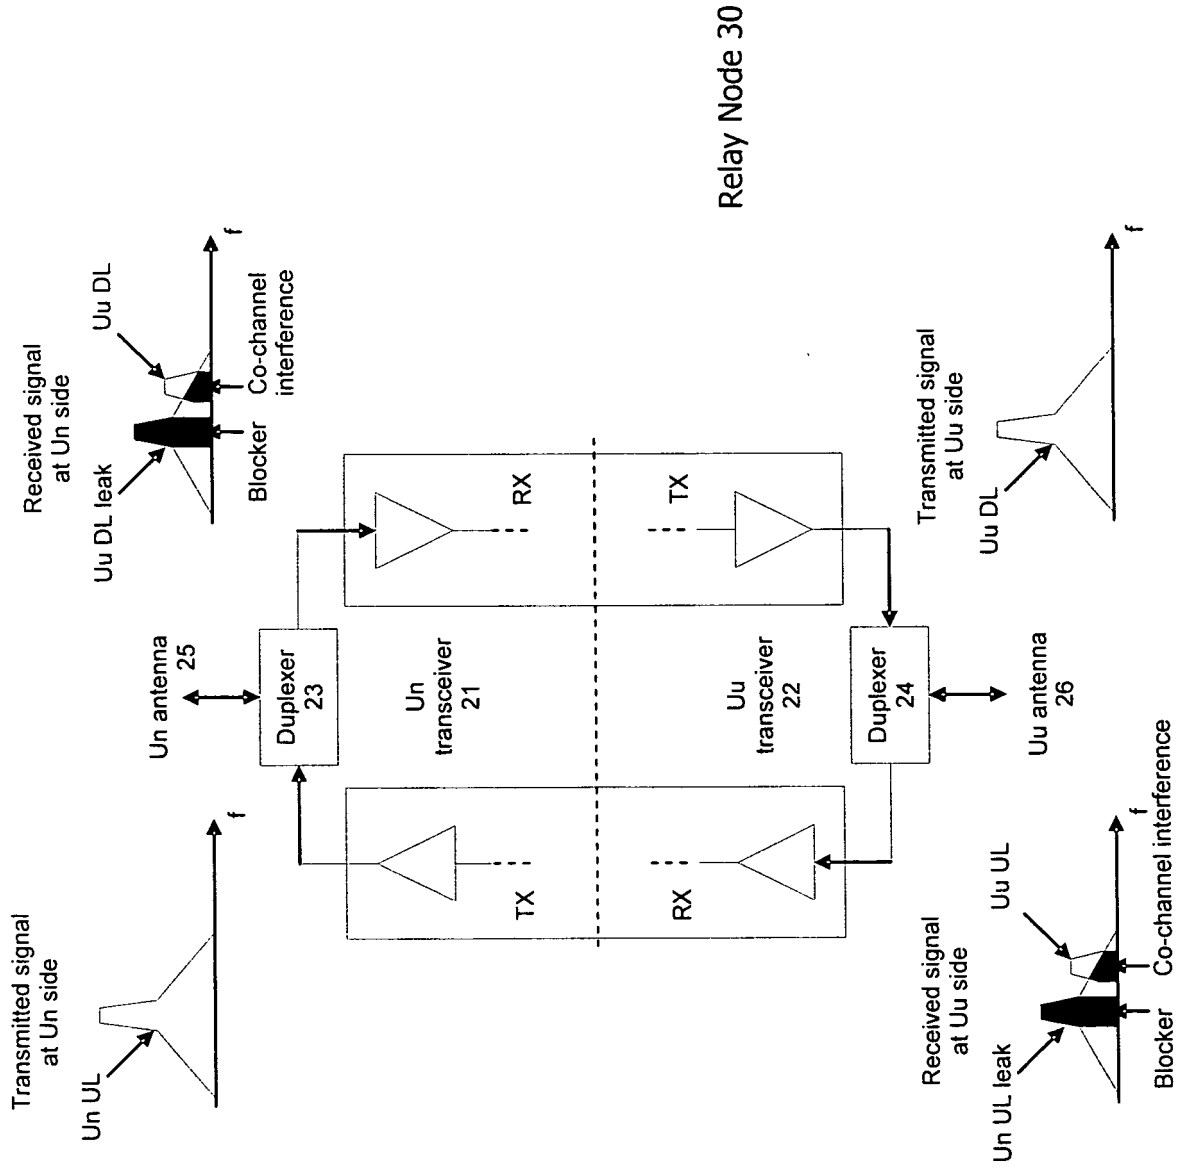 Transmitted signal
at Un side
Un UL
f
Un antenna
25
Received signal
at Un side
Uu DL leak
Uu DL
f
Blocker
Co-channel
interference
Duplexer
23
TX
Un
transceiver
21
RX
RX
Uu
transceiver
22
TX
Duplexer
24
Relay Node 30
Received signal
at Uu side
Un UL leak
Uu UL
f
Blocker
Co-channel interference
Uu antenna
26
Transmitted signal
at Uu side
Uu DL
f